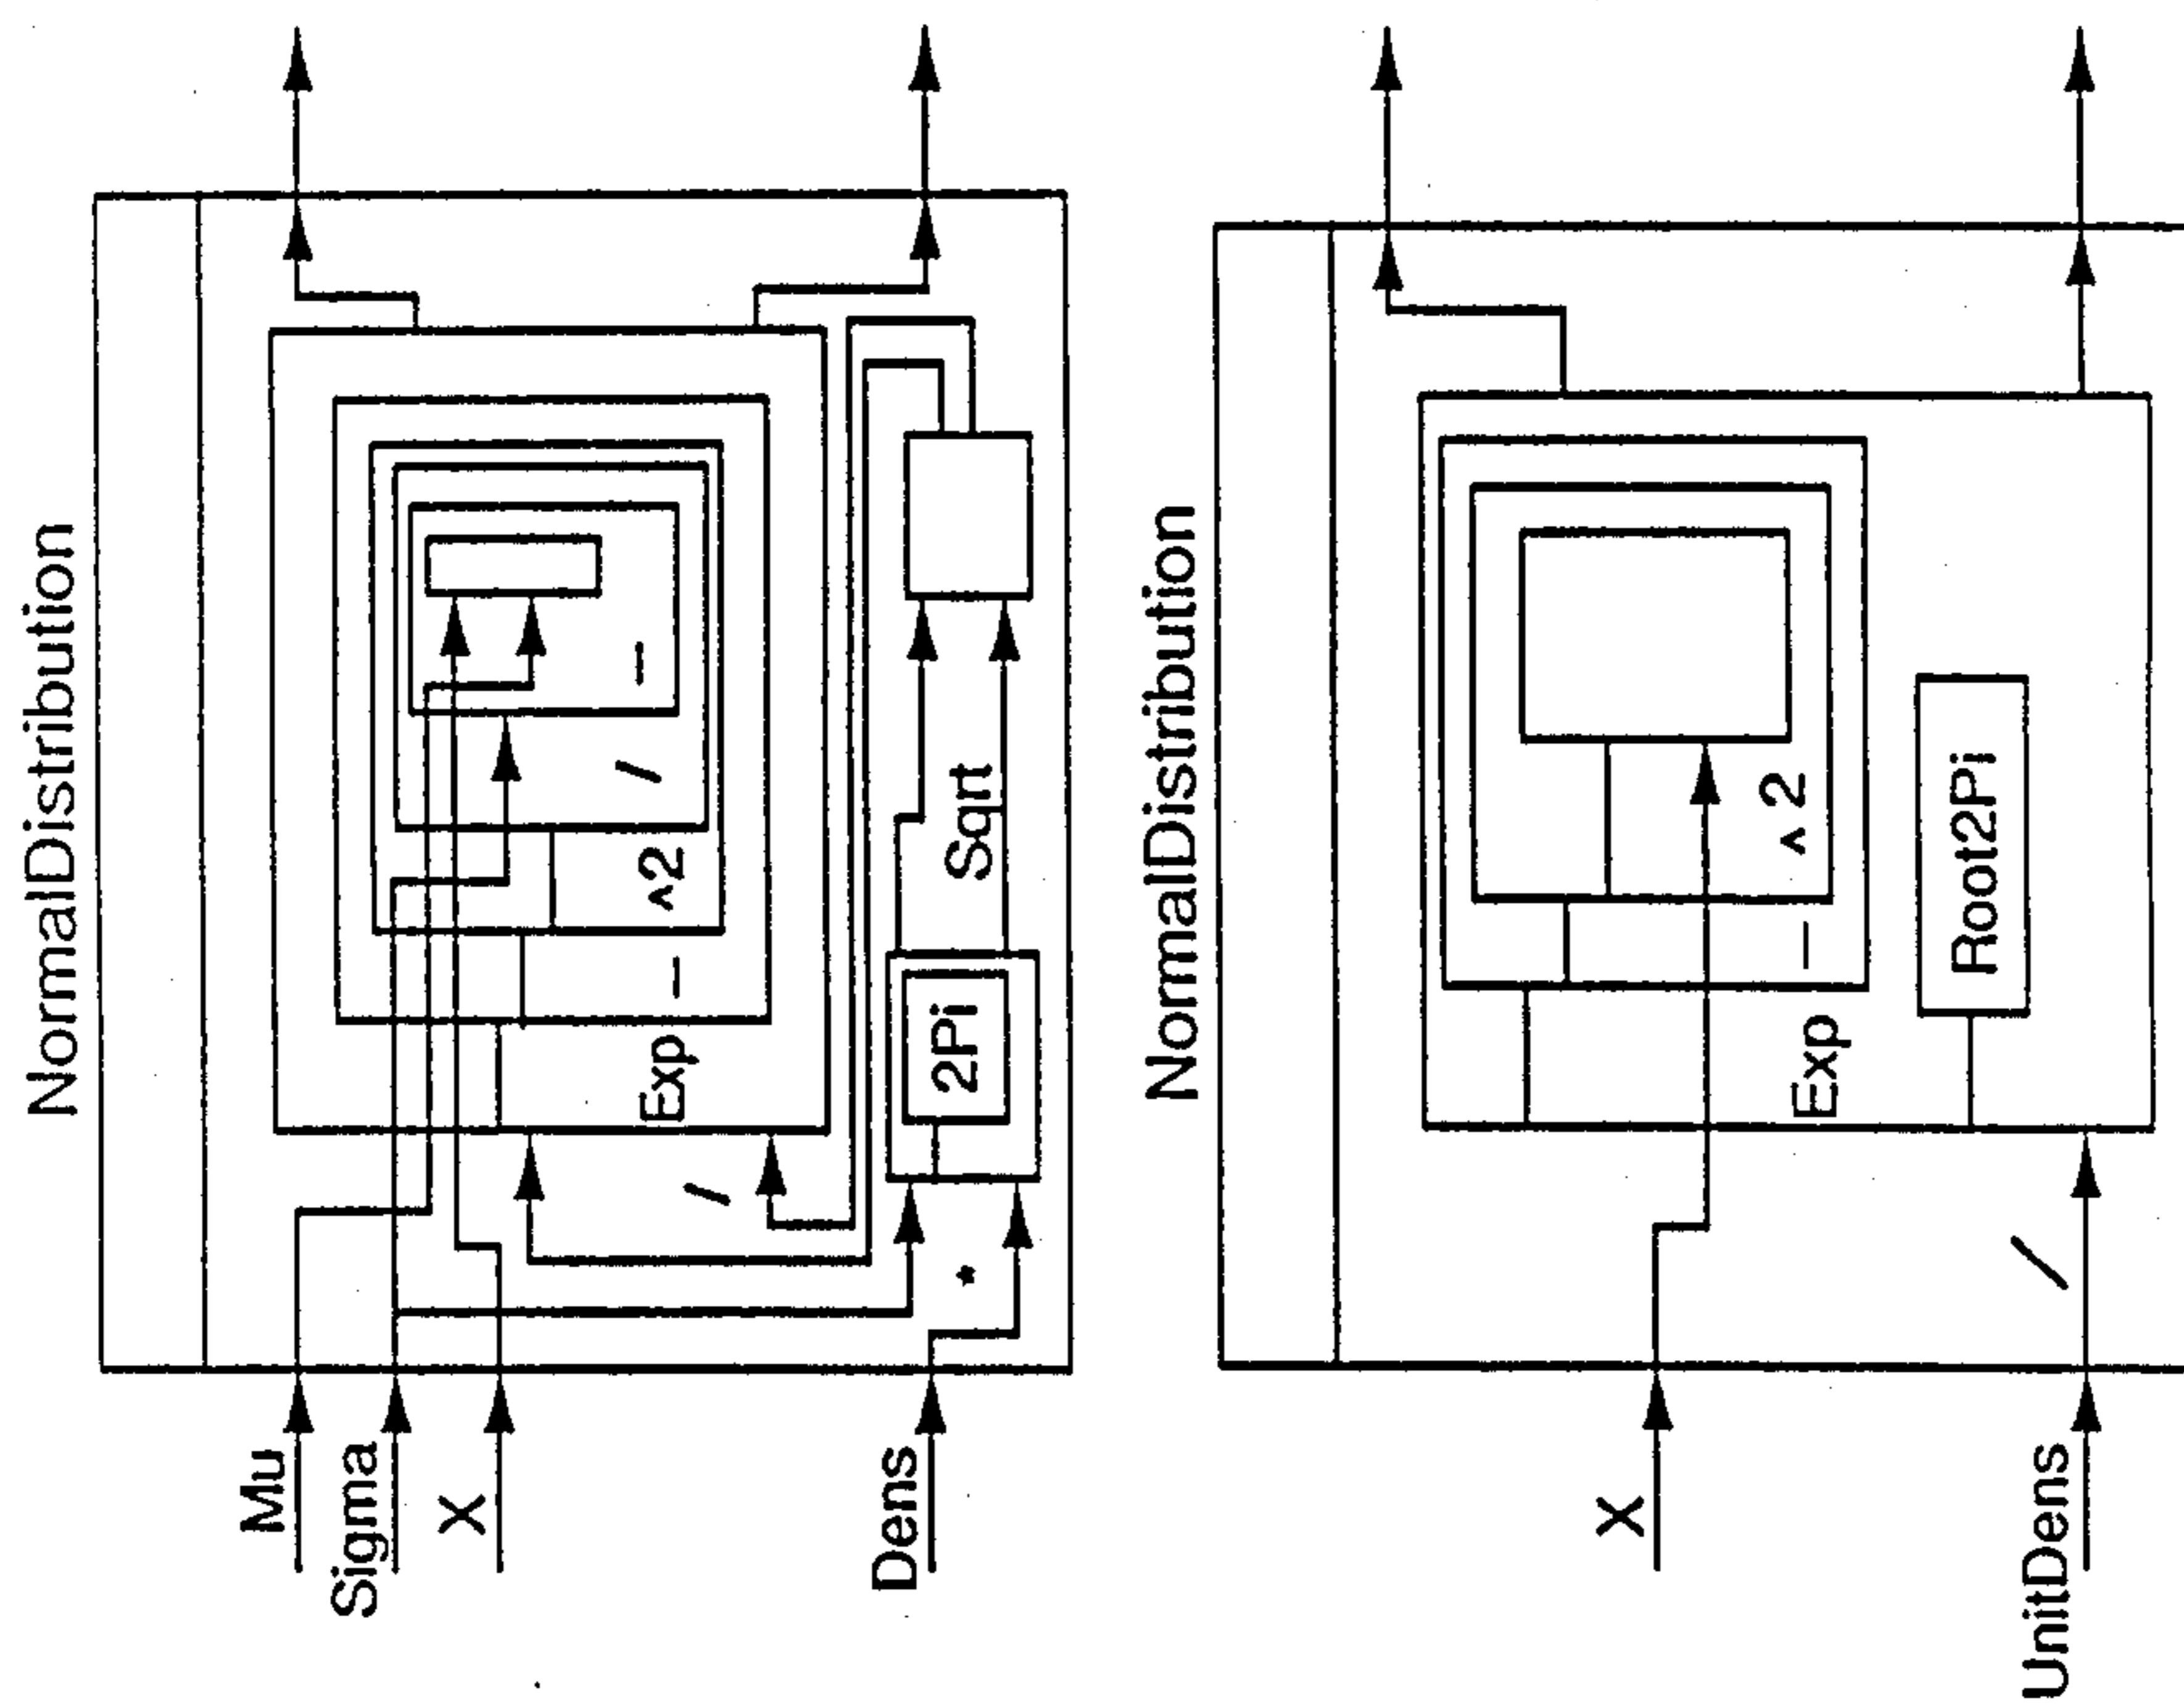 NormalDistribution
Mu
Sigma
X
Dens
-
/
^2
-
Exp
/
Sqrt
2Pi
*
NormalDistribution
X
UnitDens
^ 2
-
Exp
Root2Pi
/